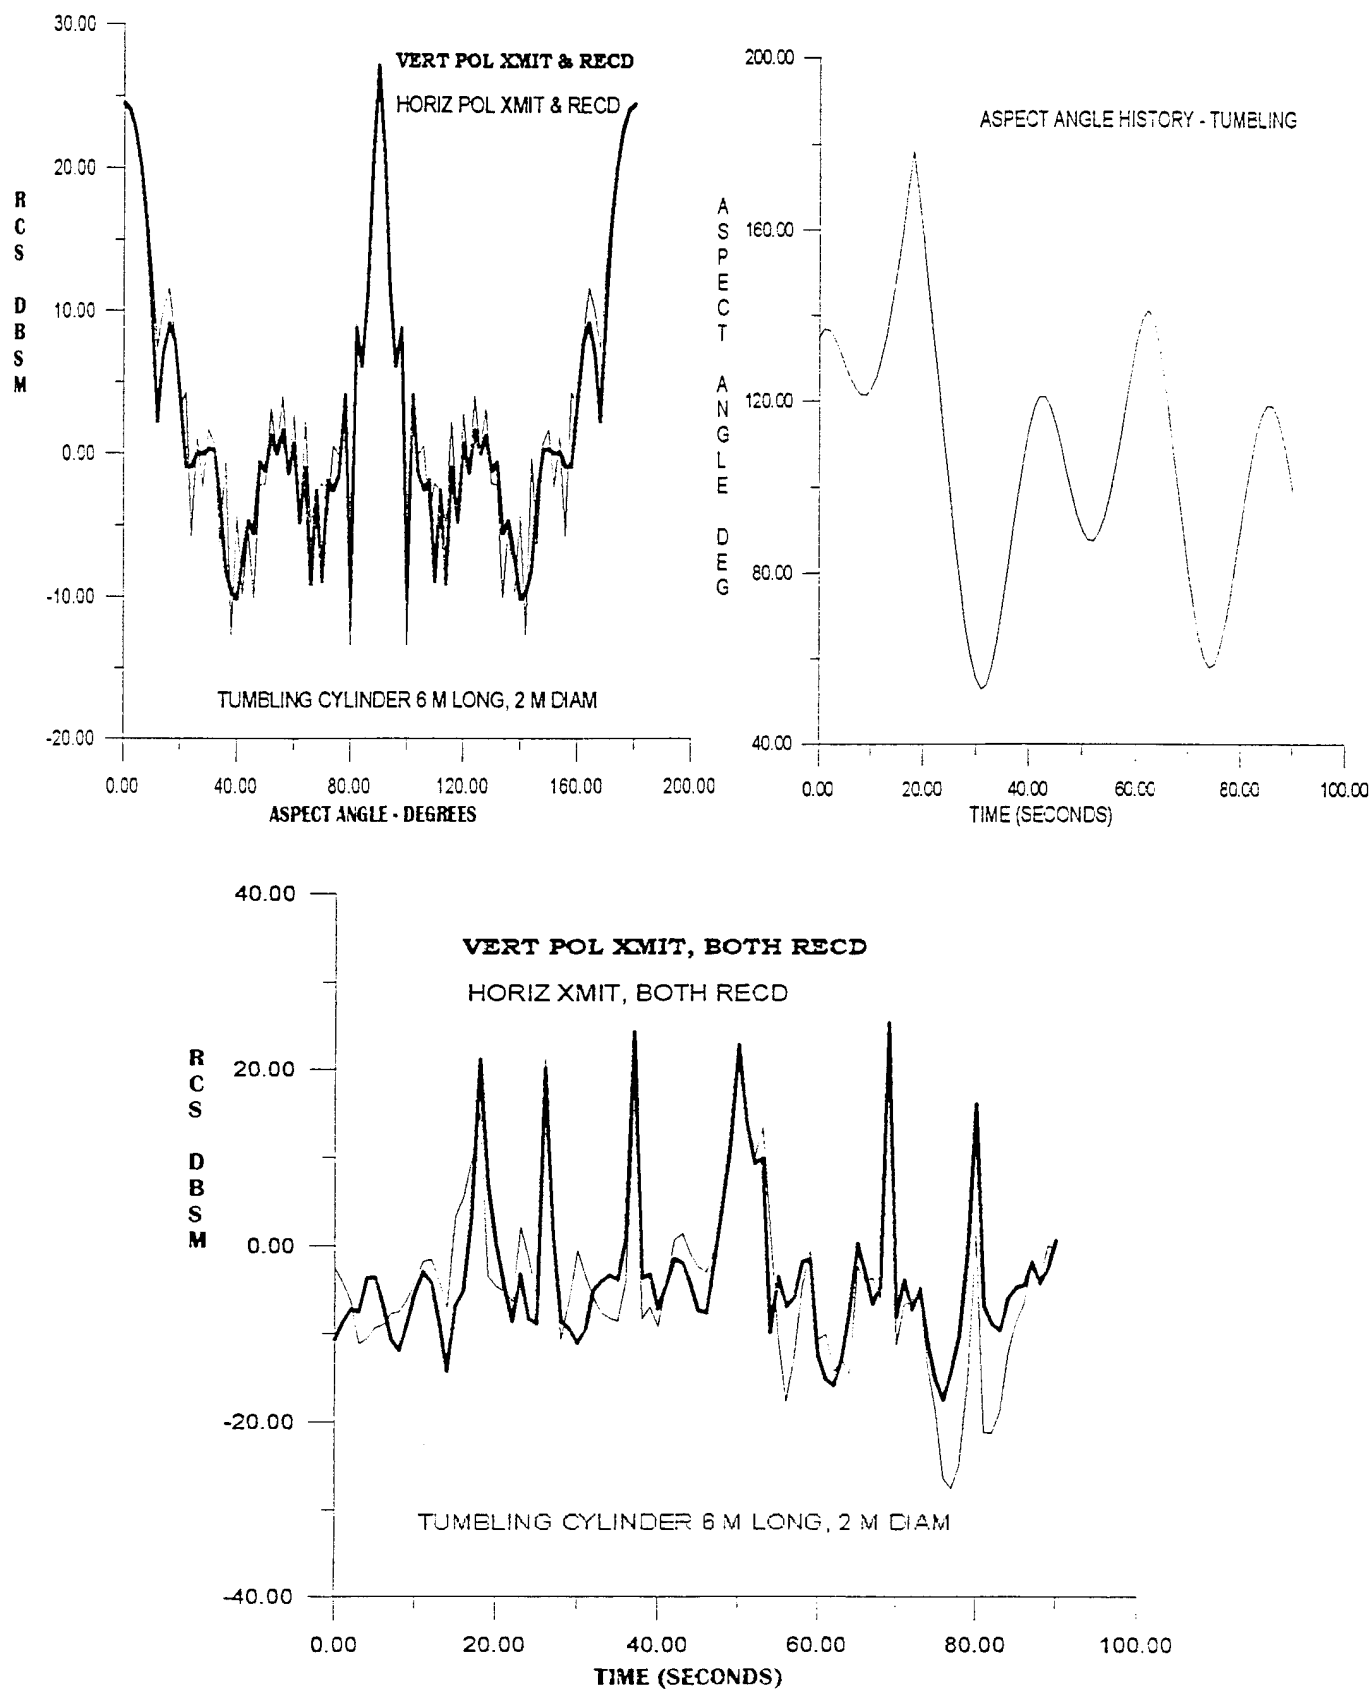 30.00
20.00
10.00
0.00
-10.00
-20.00
RCS DBSM
VERT POL XMIT & RECD
HORIZ POL XMIT & RECD
TUMBLING CYLINDER 6 M LONG, 2 M DIAM
0.00 40.00 80.00 120.00 160.00 200.00
ASPECT ANGLE - DEGREES
200.00
160.00
120.00
80.00
40.00
ASPECT ANGLE DEG
ASPECT ANGLE HISTORY - TUMBLING
0.00 20.00 40.00 60.00 80.00 100.00
TIME (SECONDS)
40.00
20.00
0.00
-20.00
-40.00
RCS DBSM
VERT POL XMIT, BOTH RECD
HORIZ XMIT, BOTH RECD
TUMBLING CYLINDER 6 M LONG, 2 M DIAM
0.00 20.00 40.00 60.00 80.00 100.00
TIME (SECONDS)